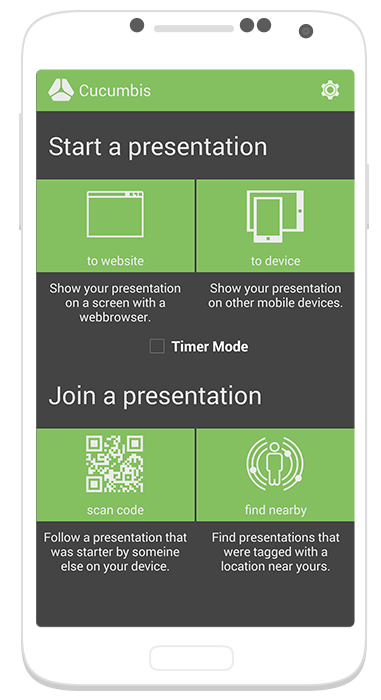 Cucumbis
Start a presentation
to website
to device
Show your presentation
on a screen with a
webbrowser.
Show your presentation
on other mobile devices.
Timer Mode
Join a presentation
scan code
find nearby
Follow a presentation that
was starter by someine
else on your device.
Find presentations that
were tagged with a
location near yours.